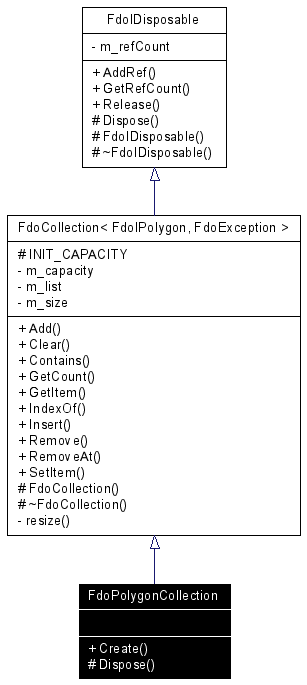 FdoIDisposable
- m_refCount
+ AddRef()
+ GetRefCount()
+ Release()
# Dispose()
# FdoIDisposable()
# ~FdoIDisposable()
FdoCollection< FdoIPolygon, FdoException >
# INIT_CAPACITY
- m_capacity
- m_list
- m_size
+ Add()
+ Clear()
+ Contains()
+ GetCount()
+ GetItem()
+ IndexOf()
+ Insert()
+ Remove()
+ RemoveAt()
+ SetItem()
# FdoCollection()
# ~FdoCollection()
- resize()
FdoPolygonCollection
+ Create()
# Dispose()